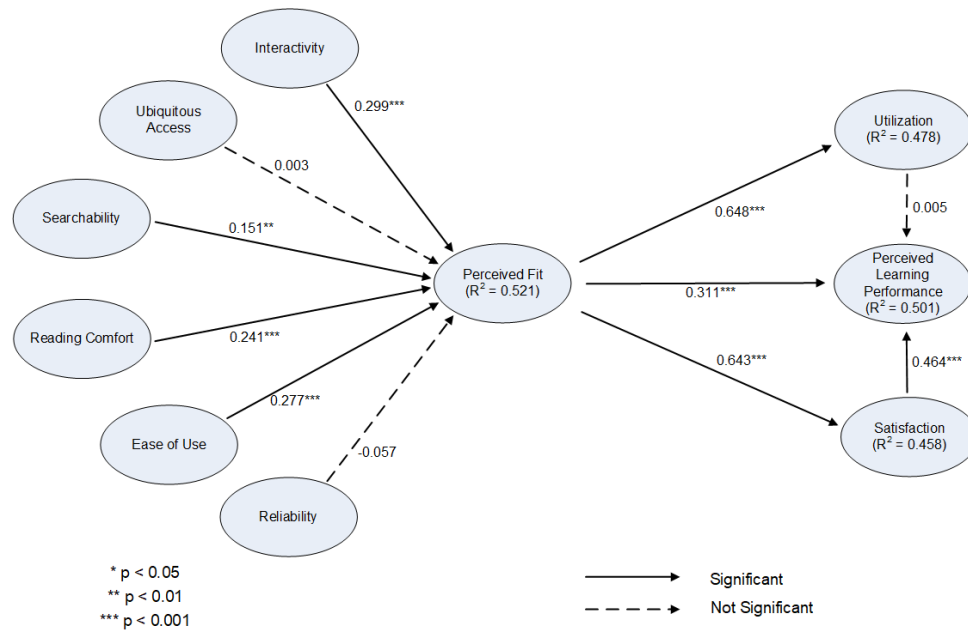 Interactivity
0.299***
Ubiquitous
Access
0.003
Searchability
0.151**
Reading Comfort
0.241***
Ease of Use
0.277***
Reliability
-0.057
Perceived Fit
(R² = 0.521)
0.648***
0.311***
0.643***
Utilization
(R² = 0.478)
0.005
Perceived
Learning
Performance
(R² = 0.501)
0.464***
Satisfaction
(R² = 0.458)
* p < 0.05
** p < 0.01
*** p < 0.001
Significant
Not Significant